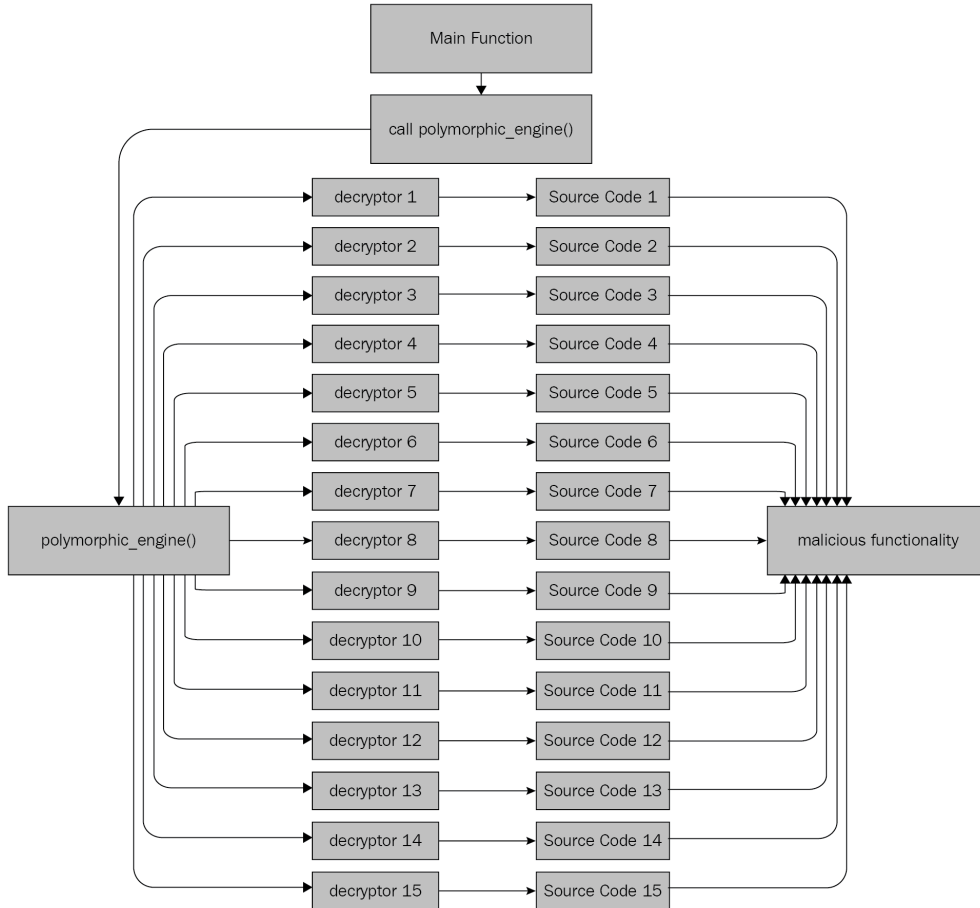 Main Function
call polymorphic_engine()
decryptor 1
Source Code 1
decryptor 2
Source Code 2
decryptor 3
Source Code 3
decryptor 4
Source Code 4
decryptor 5
Source Code 5
decryptor 6
Source Code 6
decryptor 7
Source Code 7
polymorphic_engine()
decryptor 8
Source Code 8
malicious functionality
decryptor 9
Source Code 9
decryptor 10
Source Code 10
decryptor 11
Source Code 11
decryptor 12
Source Code 12
decryptor 13
Source Code 13
decryptor 14
Source Code 14
decryptor 15
Source Code 15